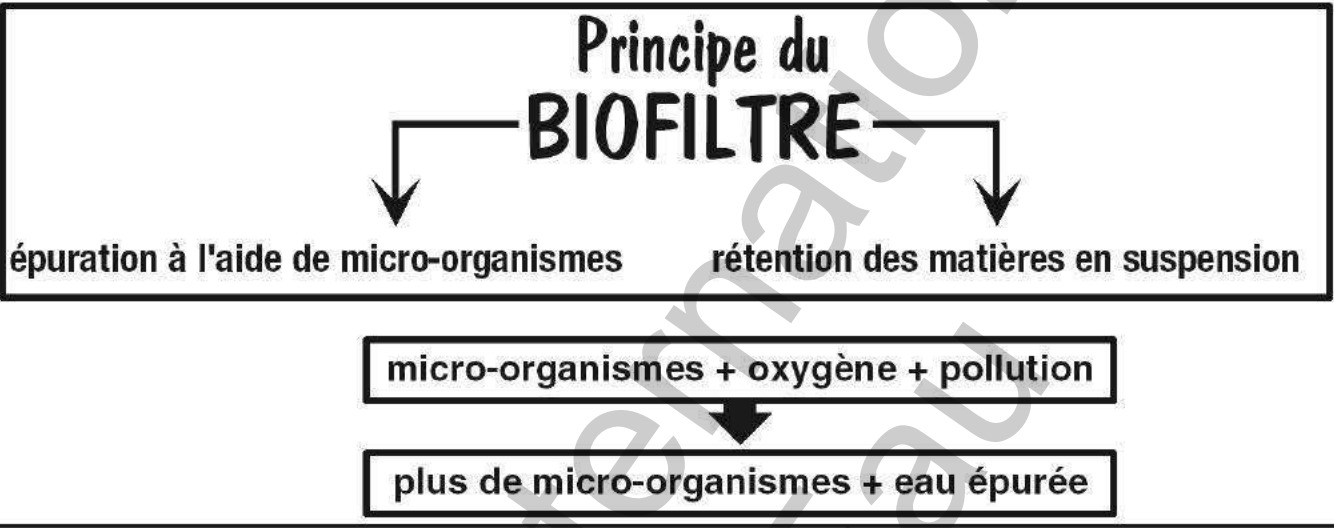 Principe du
BIOFILTRE
épuration à l'aide de micro-organismes
rétention des matières en suspension
micro-organismes + oxygène + pollution
plus de micro-organismes + eau épurée